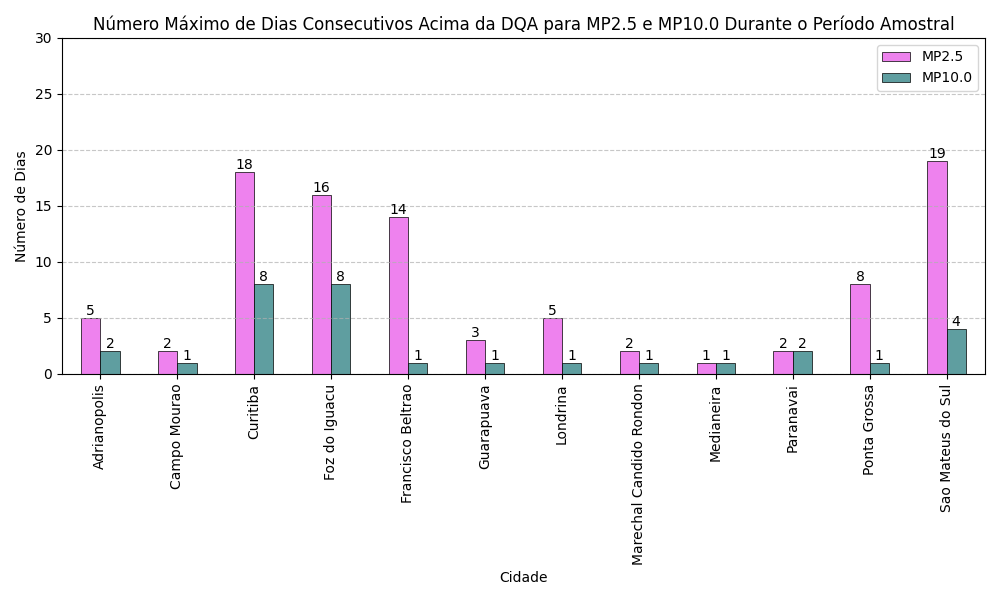 Número Máximo de Dias Consecutivos Acima da DQA para MP2.5 e MP10.0 Durante o Período Amostral
MP2.5
MP10.0
Número de Dias
30
25
20
15
10
5
0
5 2
2 1
18 8
16 8
14 1
3 1
5 1
2 1
1 1
2 2
8 1
19 4
Adrianopolis
Campo Mourao
Curitiba
Foz do Iguacu
Francisco Beltrao
Guarapuava
Londrina
Marechal Candido Rondon
Medianeira
Paranavai
Ponta Grossa
Sao Mateus do Sul
Cidade